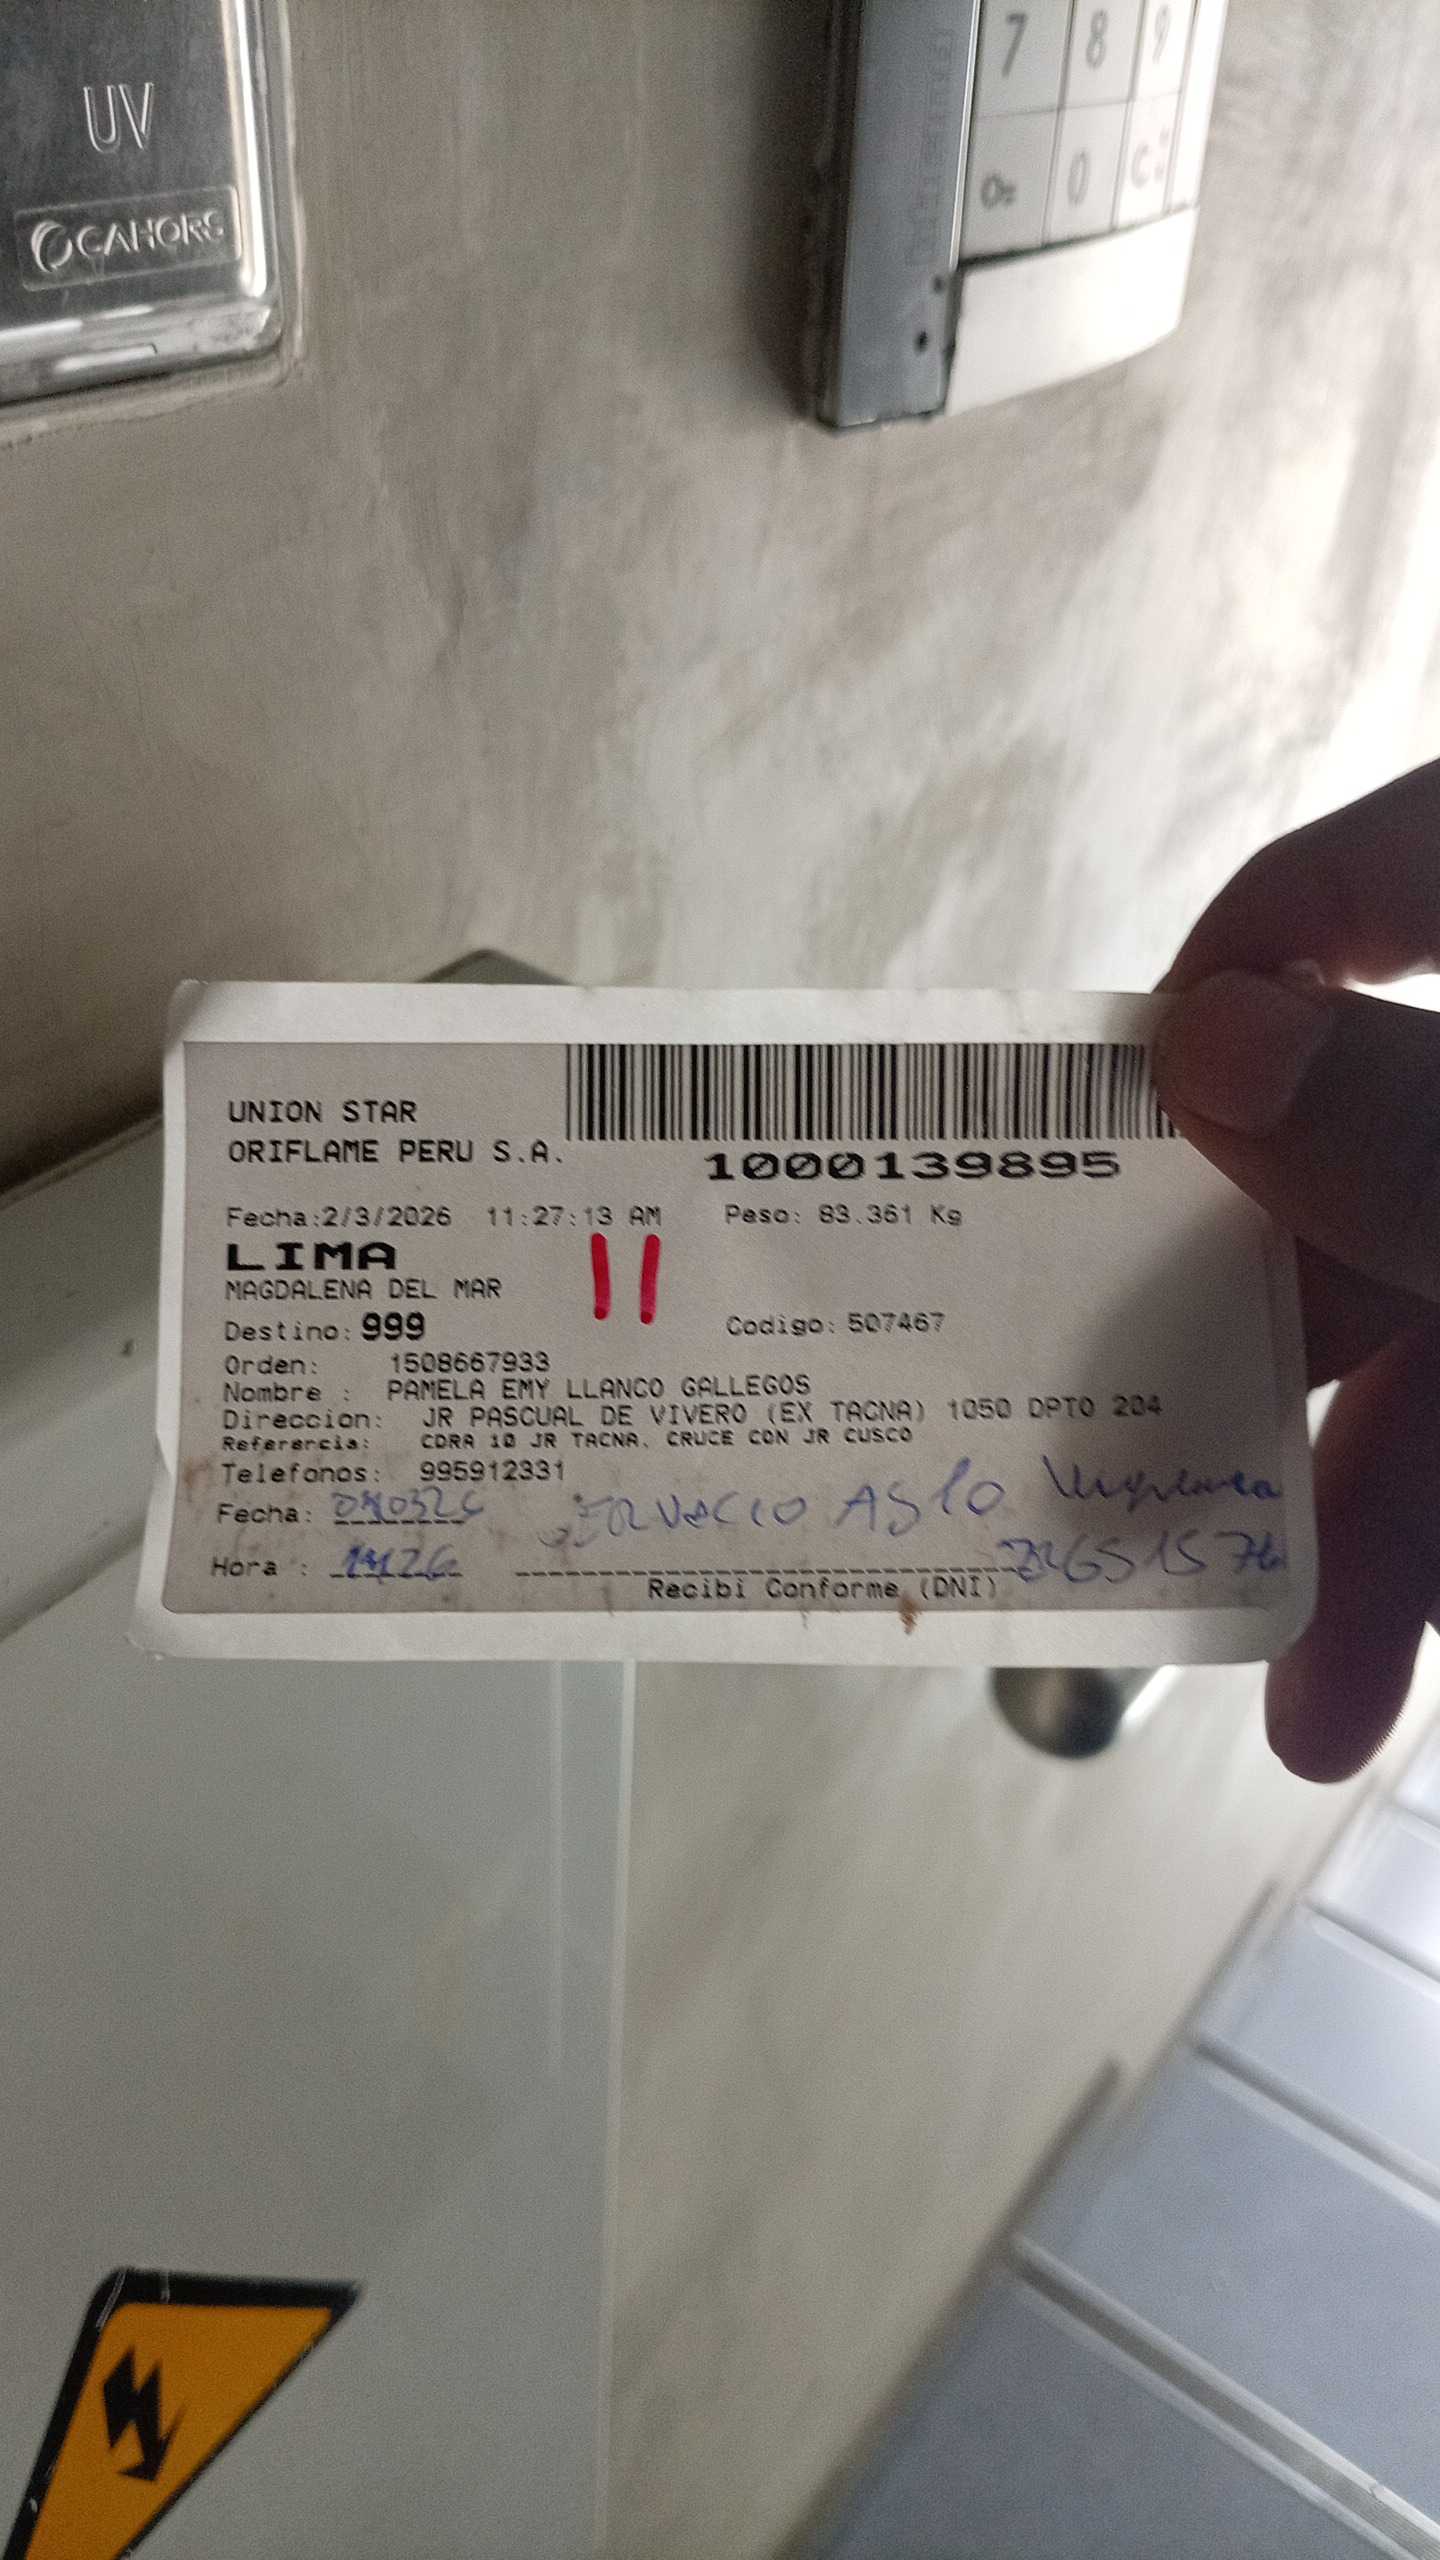 UV
CAHORS
7 8 9
0 C
UNION STAR
ORIFLAME PERU S.A.
1000139895
Fecha:2/3/2026 11:27:13 AM Peso: 83.361 Kg
LIMA
MAGDALENA DEL MAR
Destino: 999 Codigo: 507467
Orden: 1508667933
Nombre : PAMELA EMY LLANCO GALLEGOS
Direccion: JR PASCUAL DE VIVERO (EX TACNA) 1050 DPTO 204
Referencia: CDRA 10 JR TACNA, CRUCE CON JR CUSCO
Telefonos: 995912331
Fecha:
Hora :
Recibi Conforme (DNI)